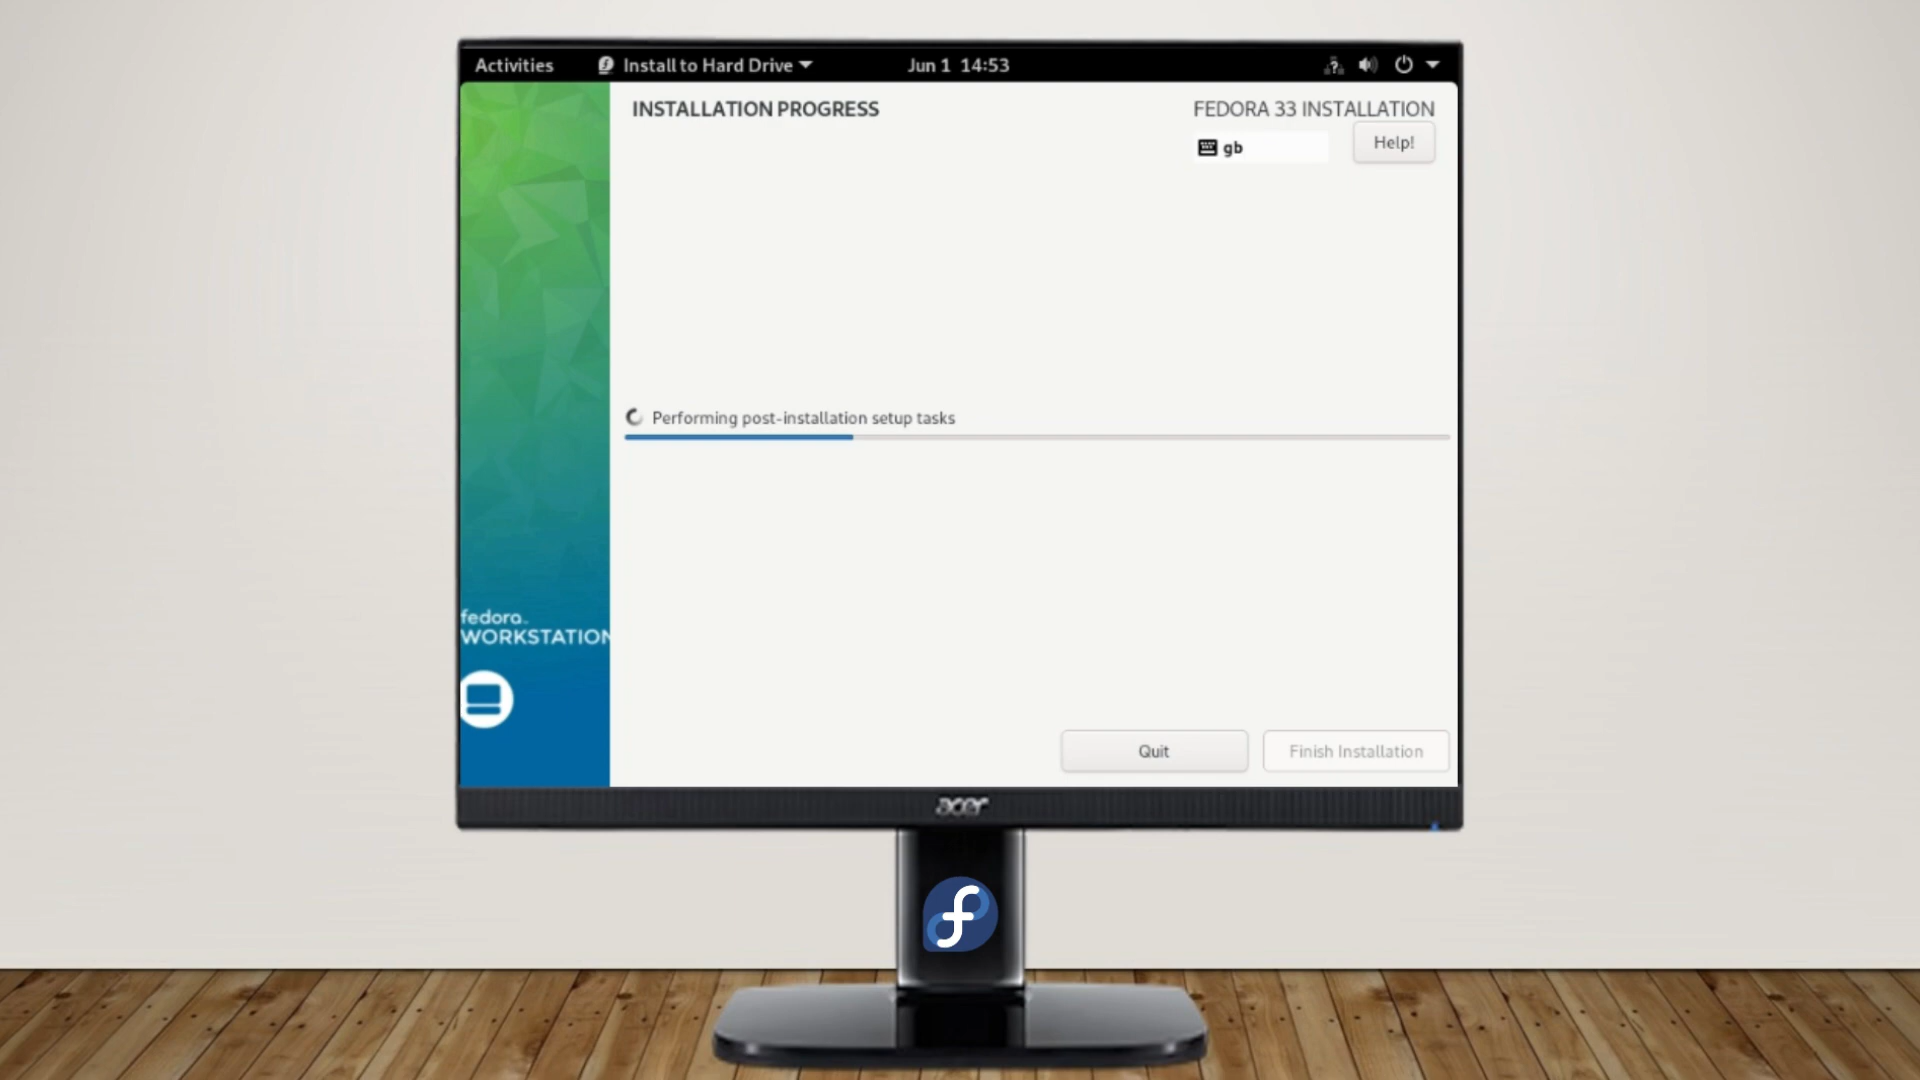 Activities
Install to Hard Drive
Jun 1 14:53
INSTALLATION PROGRESS
FEDORA 33 INSTALLATION
gb
Help!
Performing post-installation setup tasks
fedora™
WORKSTATION
Quit
Finish Installation
acer